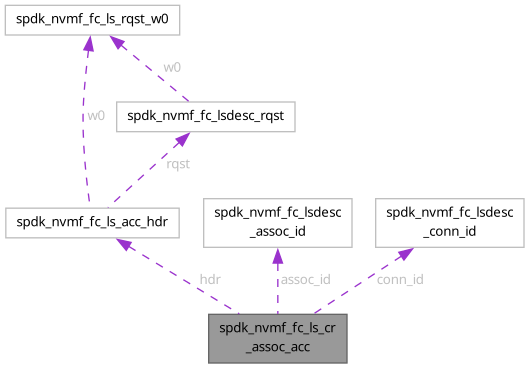 spdk_nvmf_fc_ls_rqst_w0
w0
spdk_nvmf_fc_lsdesc_rqst
w0
rqst
spdk_nvmf_fc_ls_acc_hdr
spdk_nvmf_fc_lsdesc
_assoc_id
spdk_nvmf_fc_lsdesc
_conn_id
hdr
assoc_id
conn_id
spdk_nvmf_fc_ls_cr
_assoc_acc